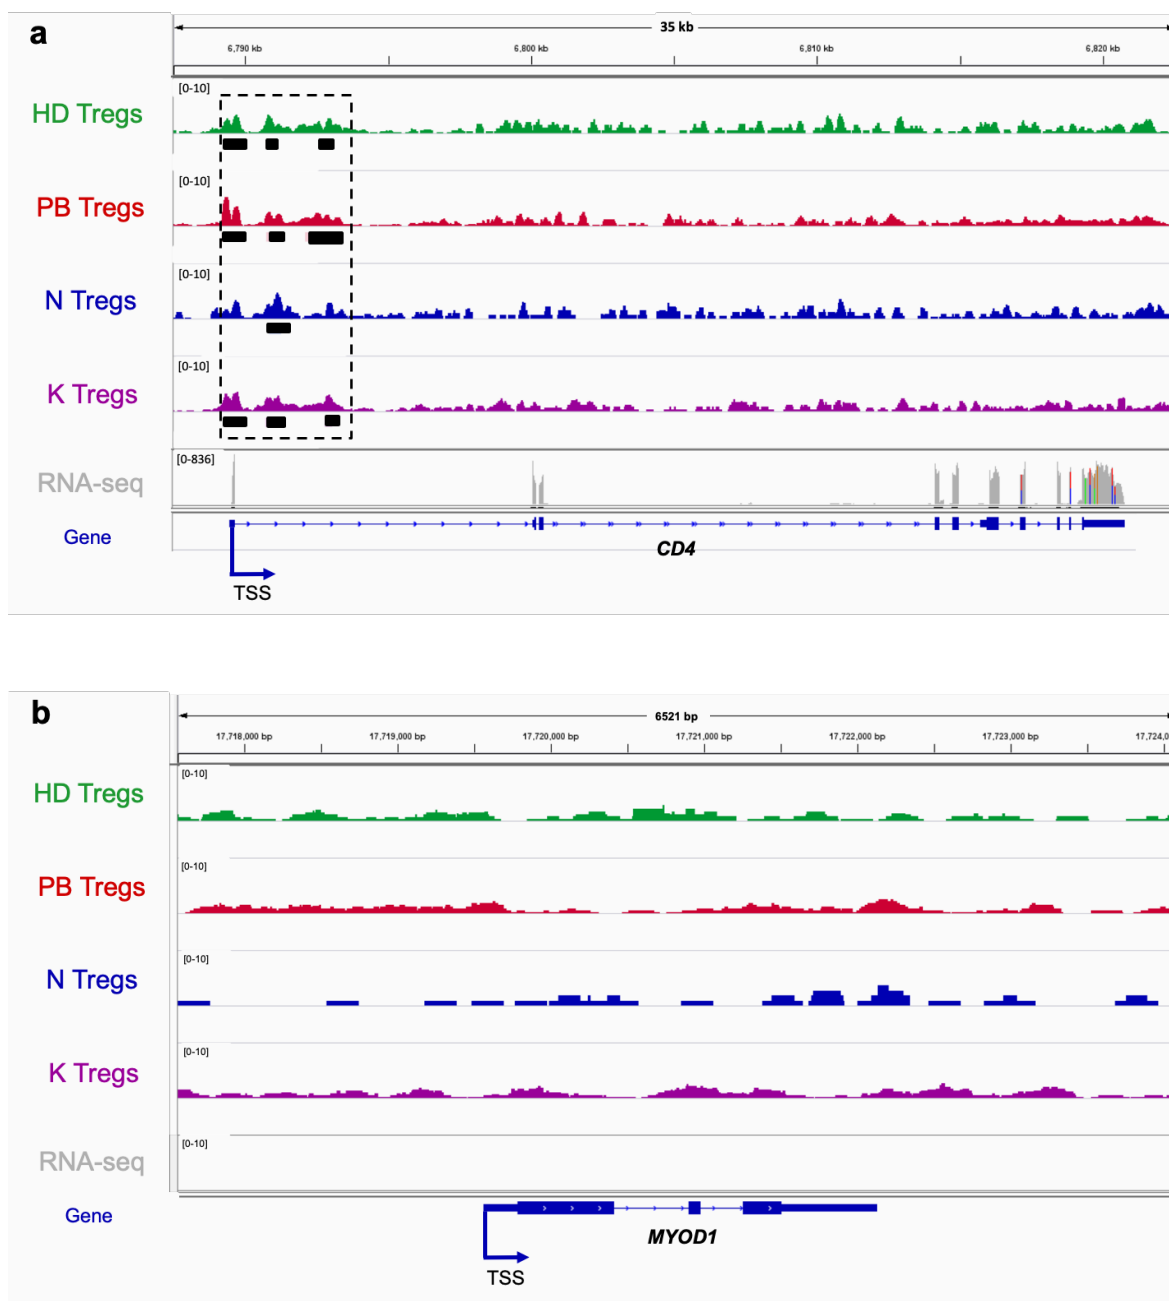 a
35 kb
6,790 kb 6,800 kb 6,810 kb 6,820 kb
[0-10]
HD Tregs
[0-10]
PB Tregs
[0-10]
N Tregs
[0-10]
K Tregs
[0-836]
RNA-seq
Gene
CD4
TSS
b
6521 bp
17,718,000 bp 17,719,000 bp 17,720,000 bp 17,721,000 bp 17,722,000 bp 17,723,000 bp 17,724,0
[0-10]
HD Tregs
[0-10]
PB Tregs
[0-10]
N Tregs
[0-10]
K Tregs
[0-10]
RNA-seq
Gene
MYOD1
TSS